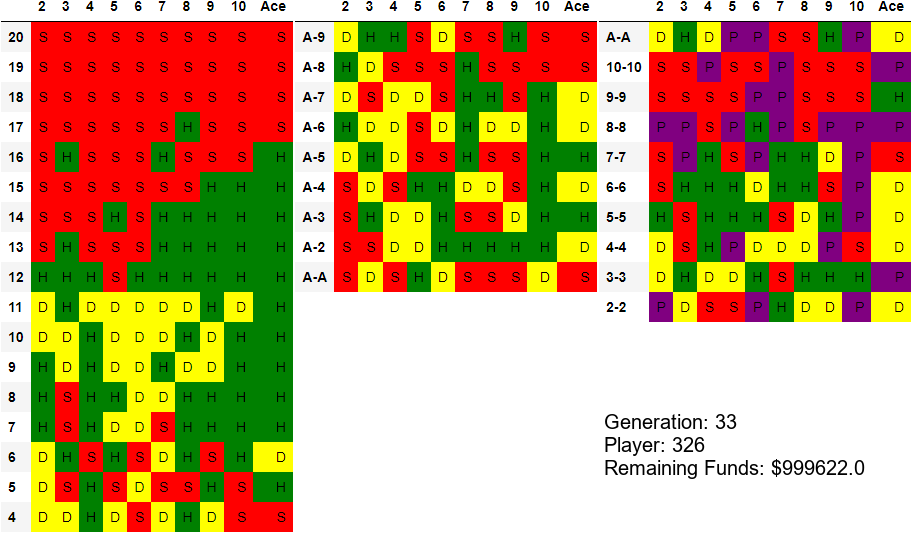 2 3 4 5 6 7 8 9 10 Ace
20 S S S S S S S S S S
19 S S S S S S S S S S
18 S S S S S S S S S S
17 S S S S S S H S S S
16 S H S S S H S S S H
15 S S S S S S S H H H
14 S S S H S H H H H H
13 S H S S S H H H H H
12 H H H S H H H H H H
11 D H D D D D D H D H
10 D D H D D D H D H H
9 H D H D D H D D H H
8 H S H H D D H H H H
7 H S H D D S H H H H
6 D H S H S D H S H D
5 D S H S D S S H S H
4 D D H D S D H D S S
2 3 4 5 6 7 8 9 10 Ace
A-9 D H H S D S S H S S
A-8 H D S S S H S S S S
A-7 D S D D S H H S H D
A-6 H D D S D H D D H D
A-5 D H D S S H S S H H
A-4 S D S H H D D S H D
A-3 S H D D H S S D H H
A-2 S S D D H H H H H D
A-A S D S H D S S S D S
2 3 4 5 6 7 8 9 10 Ace
A-A D H D P P S S H P D
10-10 S S P S S P S S S P
9-9 S S S S P P S S S H
8-8 P P S P H P S P P P
7-7 S P H S P H H D P S
6-6 S H H H D H H S P D
5-5 H S H H H S D H P D
4-4 D S H P D D D P S D
3-3 D H D D H S H H H P
2-2 P D S S P H D D P D
Generation: 33
Player: 326
Remaining Funds: $999622.0